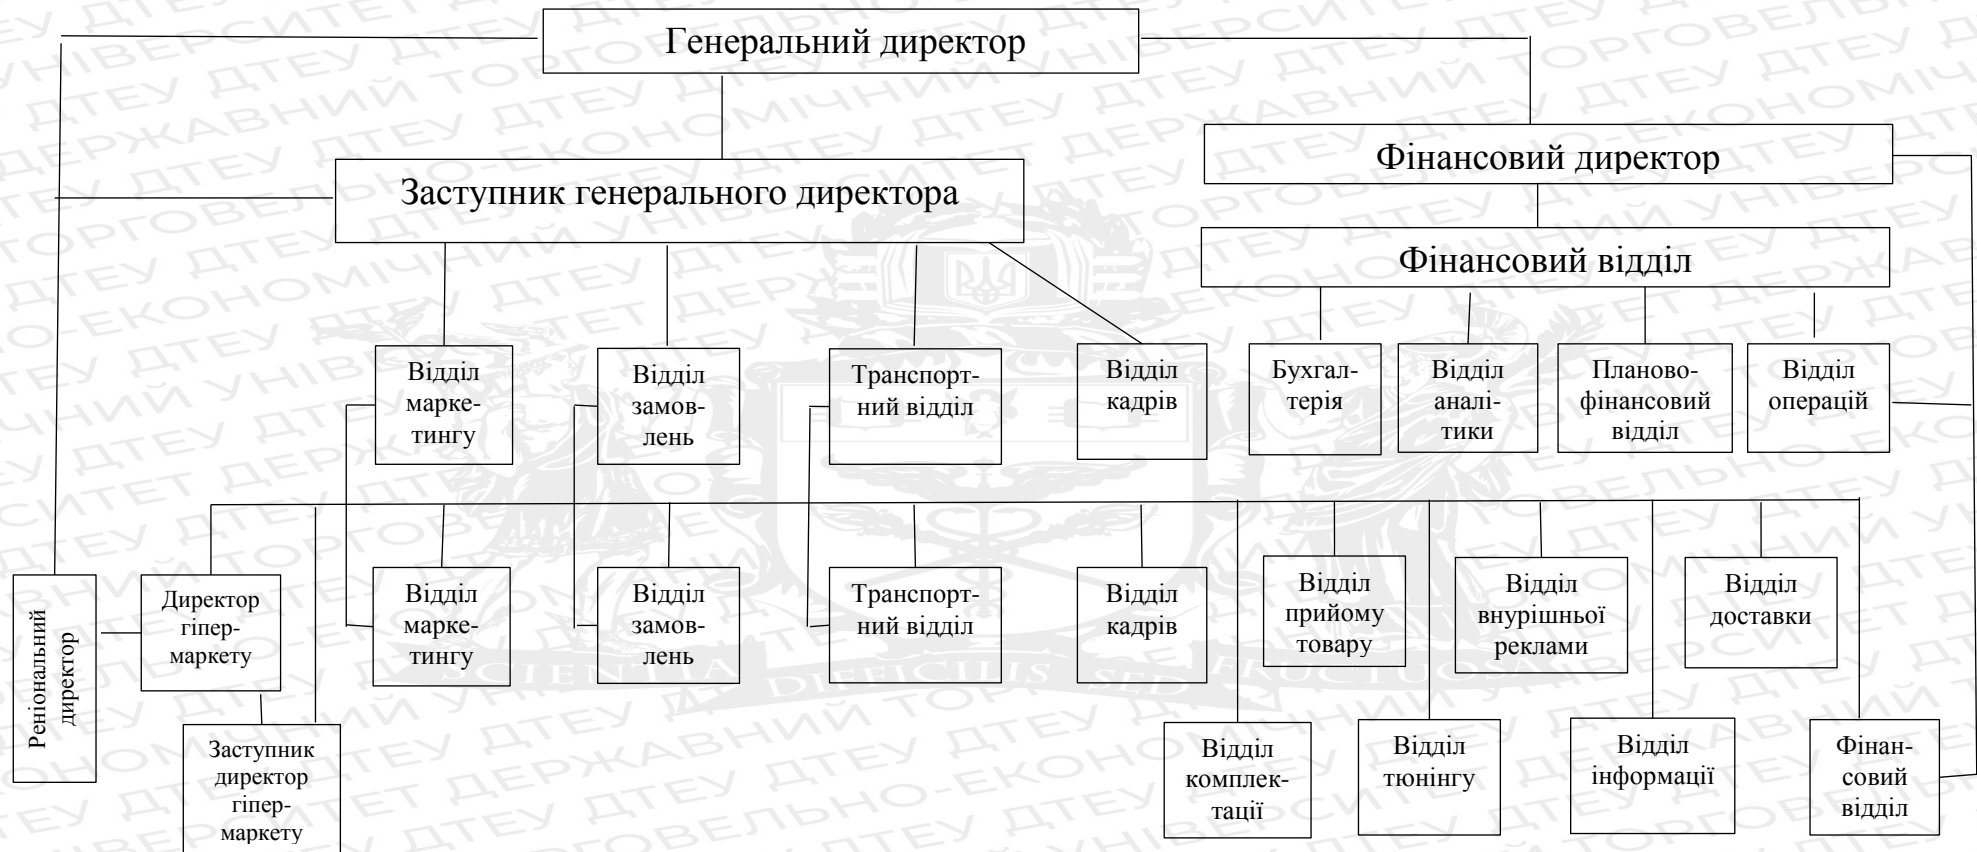 Генеральний директор
Фінансовий директор
Заступник генерального директора
Фінансовий відділ
Відділ
марке-
тингу
Відділ
замов-
лень
Транспорт-
ний відділ
Відділ
кадрів
Бухгал-
терія
Відділ
аналі-
тики
Планово-
фінансовий
відділ
Відділ
операцій
Реніональний
директор
Директор
гіпер-
маркету
Відділ
марке-
тингу
Відділ
замов-
лень
Транспорт-
ний відділ
Відділ
кадрів
Відділ
прийому
товару
Відділ
внурішньої
реклами
Відділ
доставки
Заступник
директор
гіпер-
маркету
Відділ
комплек-
тації
Відділ
тюнінгу
Відділ
інформації
Фінан-
совий
відділ